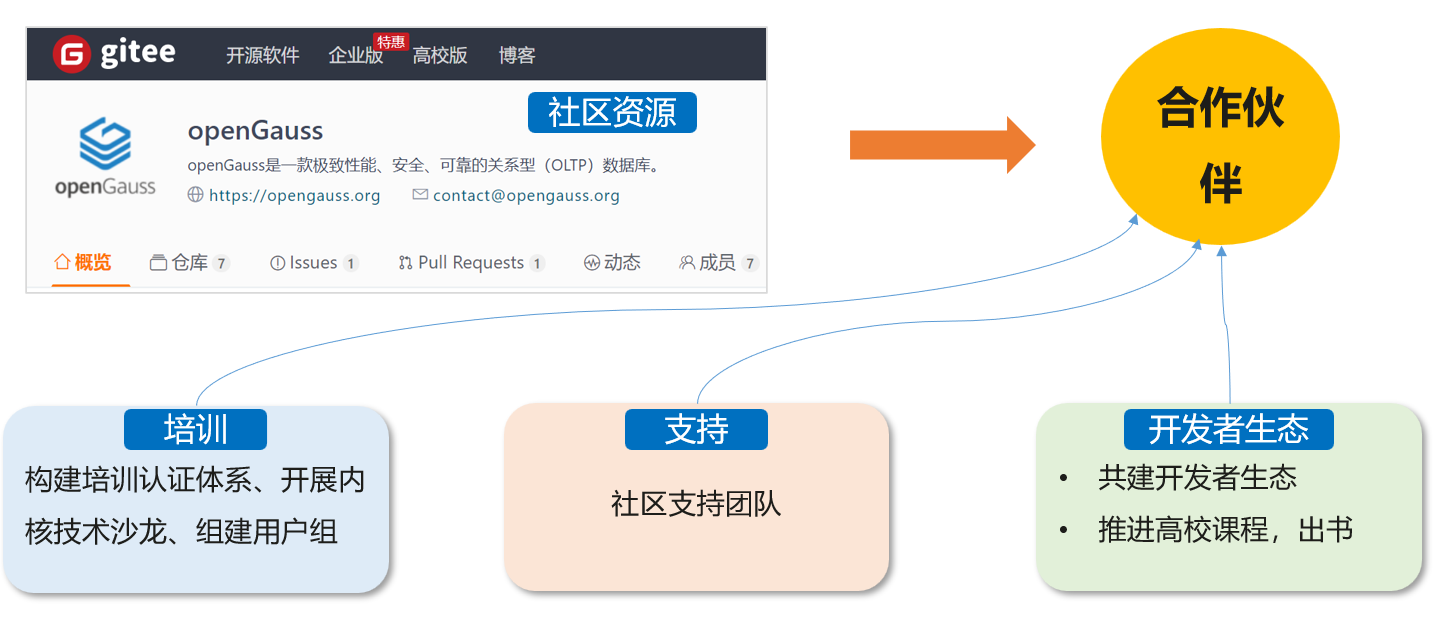 gitee 开源软件 企业版 特惠 高校版 博客
社区资源
openGauss
openGauss
openGauss是一款极致性能、安全、可靠的关系型（OLTP）数据库。
https://opengauss.org contact@opengauss.org
概览 仓库 7 Issues 1 Pull Requests 1 动态 成员 7
合作伙
伴
培训
构建培训认证体系、开展内
核技术沙龙、组建用户组
支持
社区支持团队
开发者生态
• 共建开发者生态
• 推进高校课程，出书